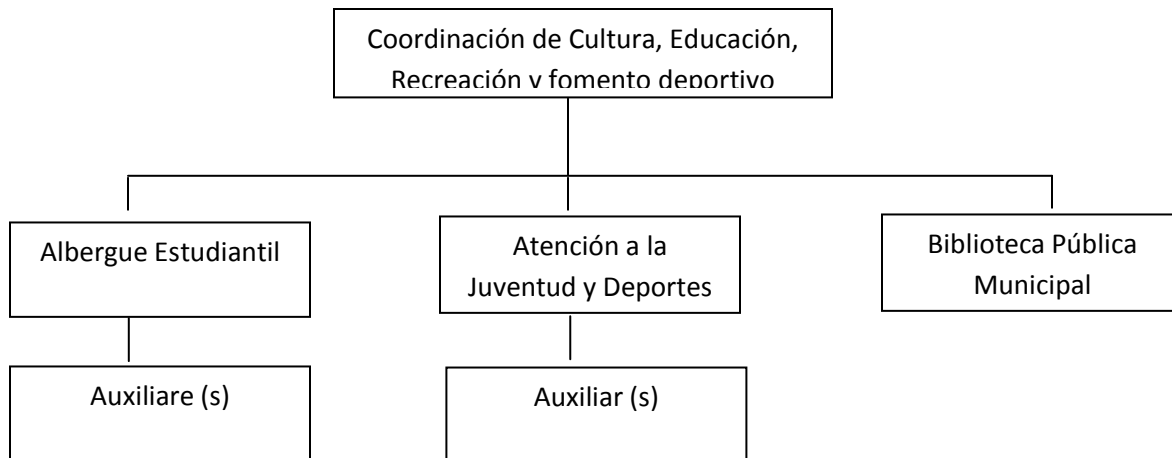 Coordinación de Cultura, Educación,
Recreación y fomento deportivo
Albergue Estudiantil
Atención a la
Juventud y Deportes
Biblioteca Pública
Municipal
Auxiliare (s)
Auxiliar (s)